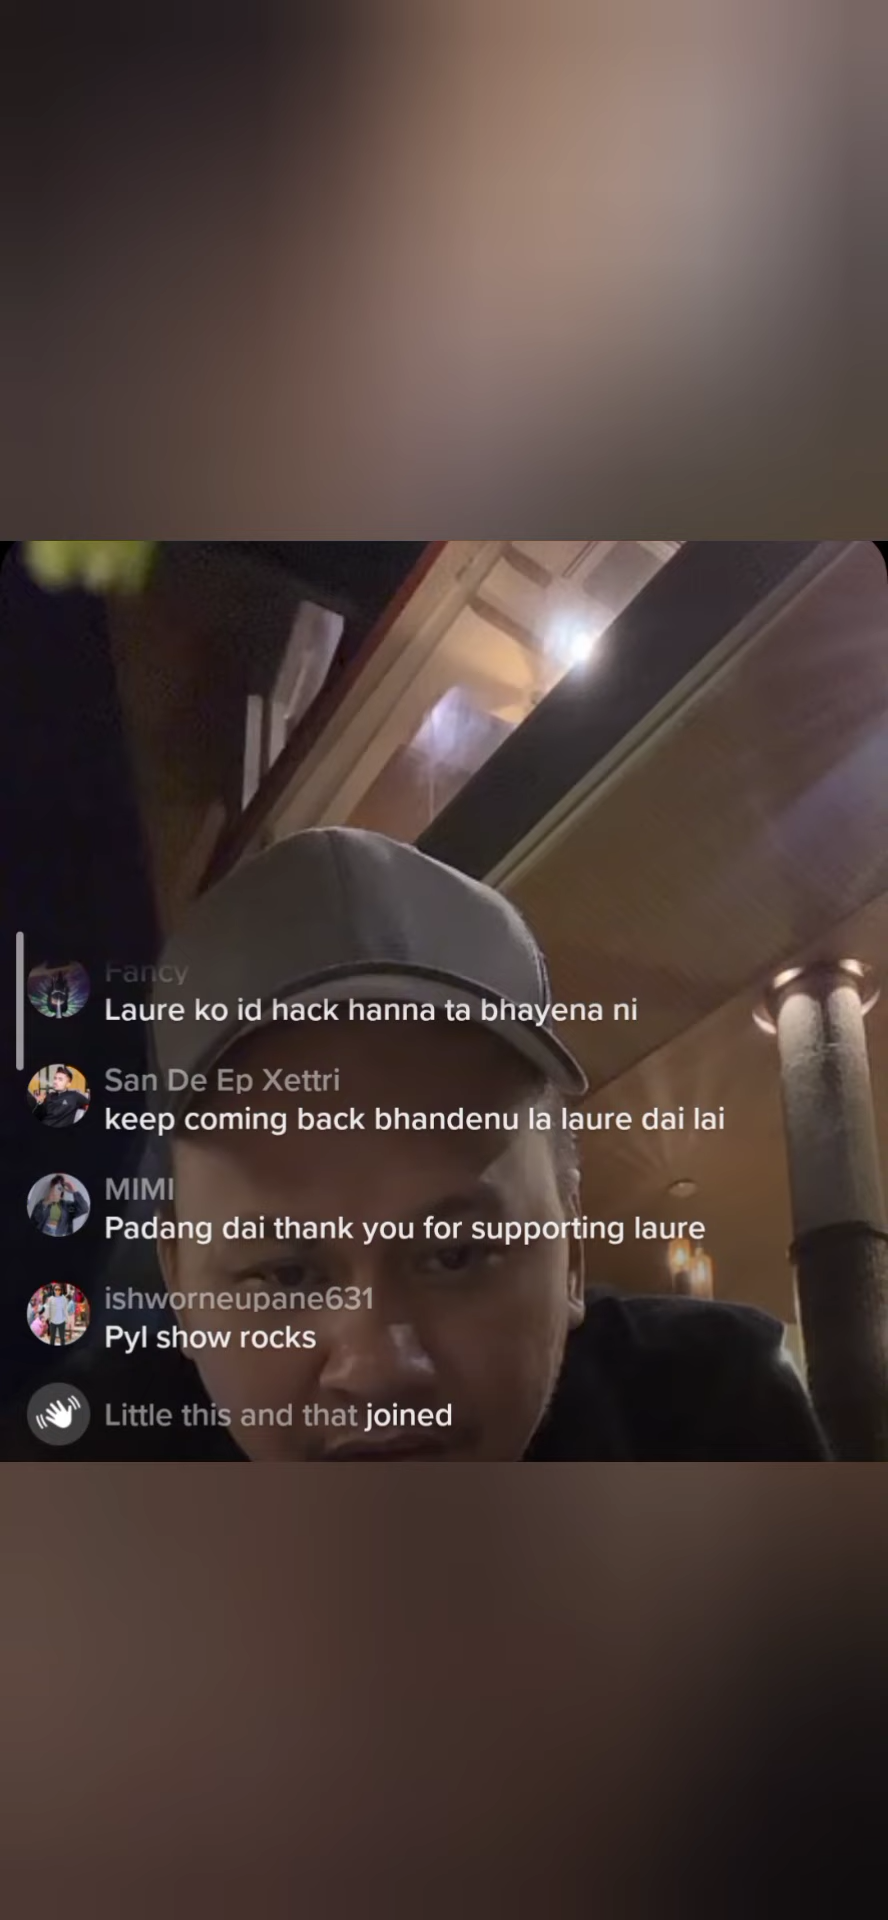 Fancy
Laure ko id hack hanna ta bhayena ni
San De Ep Xettri
keep coming back bhandenu la laure dai lai
MIMI
Padang dai thank you for supporting laure
ishworneupane631
Pyl show rocks
Little this and that joined